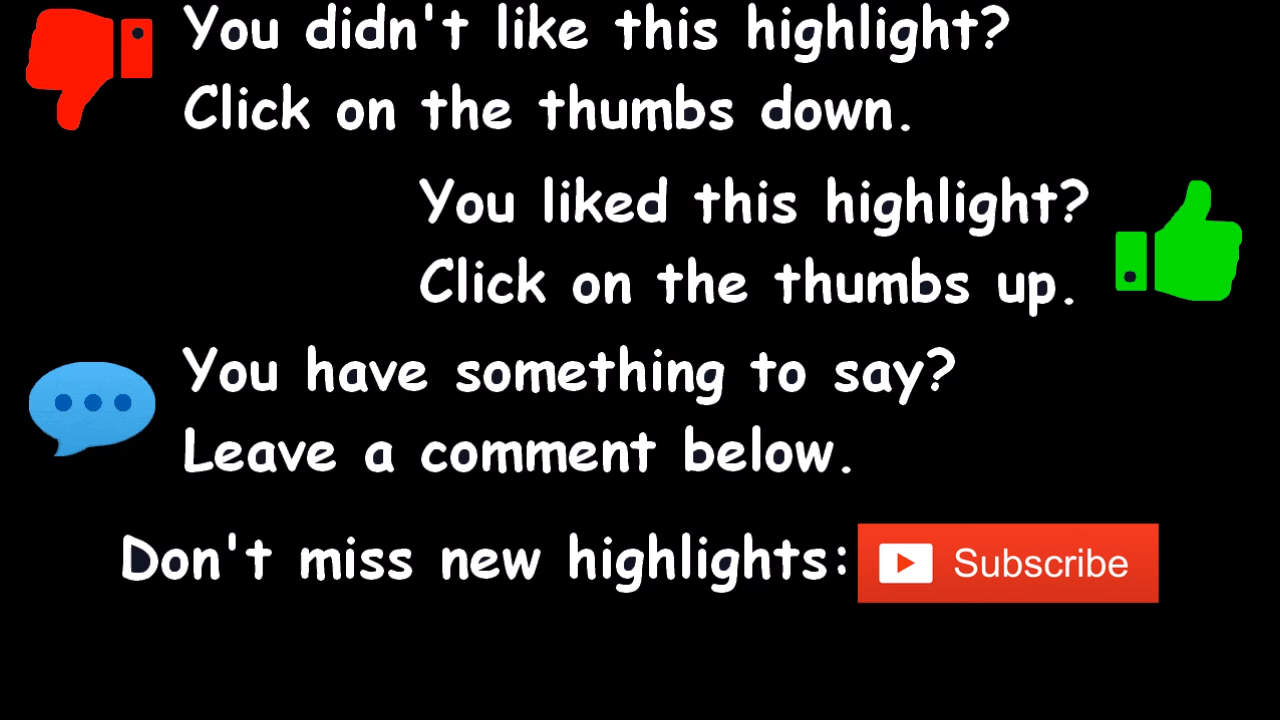 You didn't like this highlight?
Click on the thumbs down.
You liked this highlight?
Click on the thumbs up.
You have something to say?
Leave a comment below.
Don't miss new highlights: Subscribe